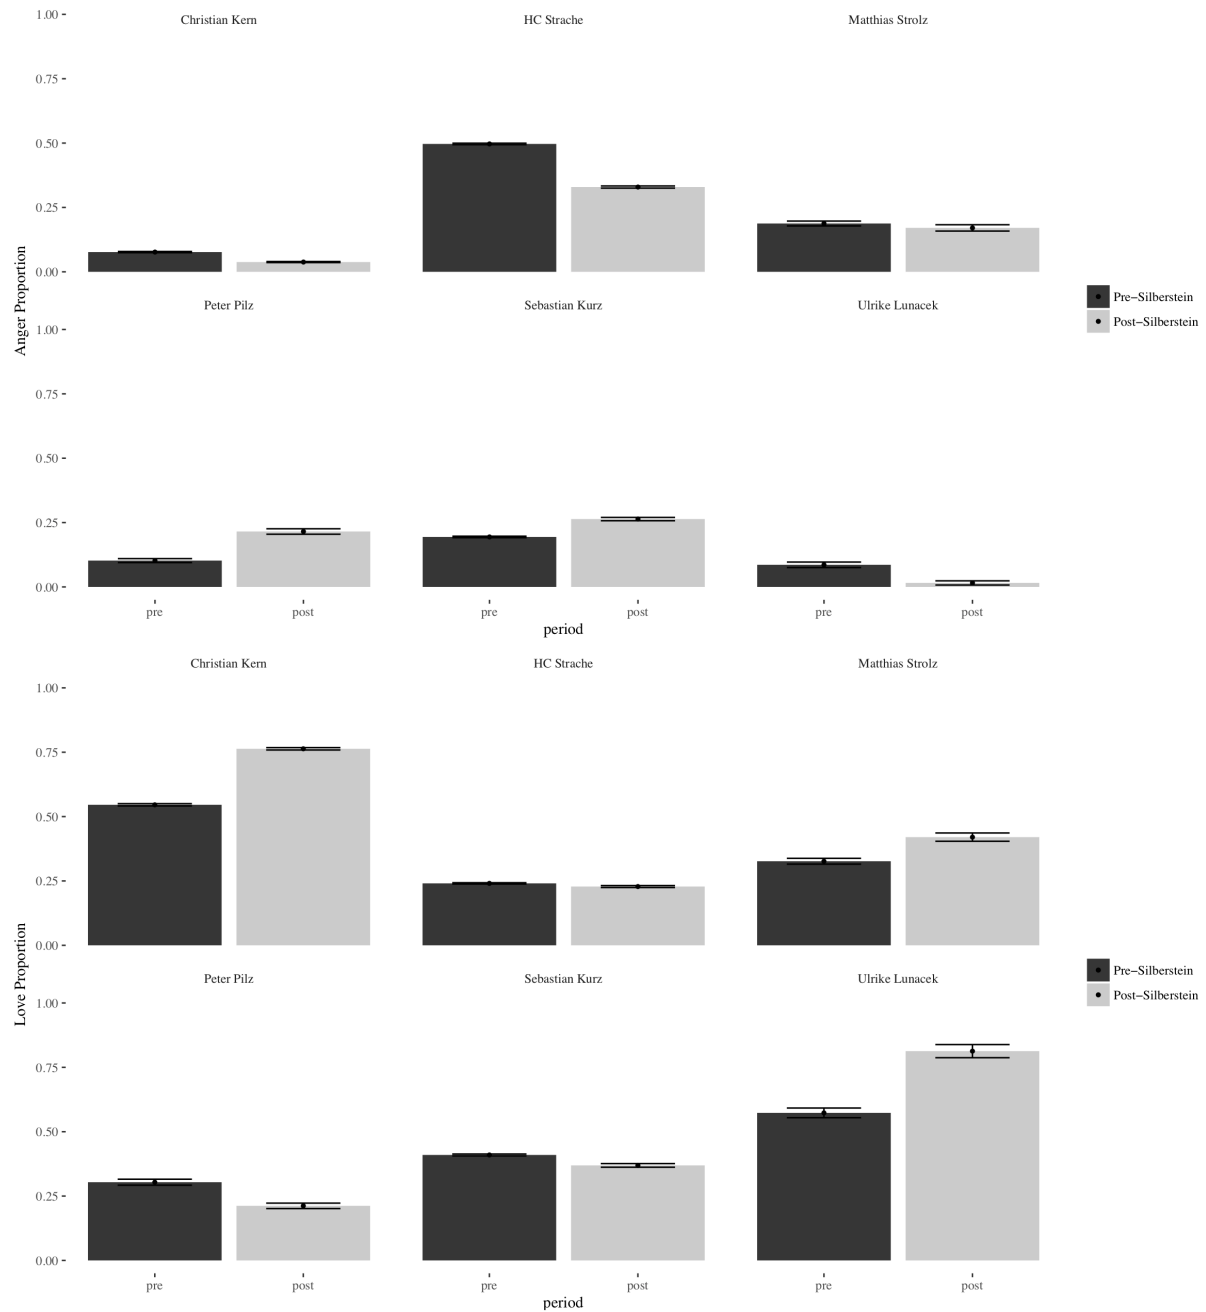 Christian Kern HC Strache Matthias Strolz
1.00
0.75
0.50
0.25
0.00
Peter Pilz Sebastian Kurz Ulrike Lunacek
1.00
0.75
0.50
0.25
0.00
pre post pre post pre post
period
Anger Proportion
Pre−Silberstein
Post−Silberstein
Christian Kern HC Strache Matthias Strolz
1.00
0.75
0.50
0.25
0.00
Peter Pilz Sebastian Kurz Ulrike Lunacek
1.00
0.75
0.50
0.25
0.00
pre post pre post pre post
period
Love Proportion
Pre−Silberstein
Post−Silberstein